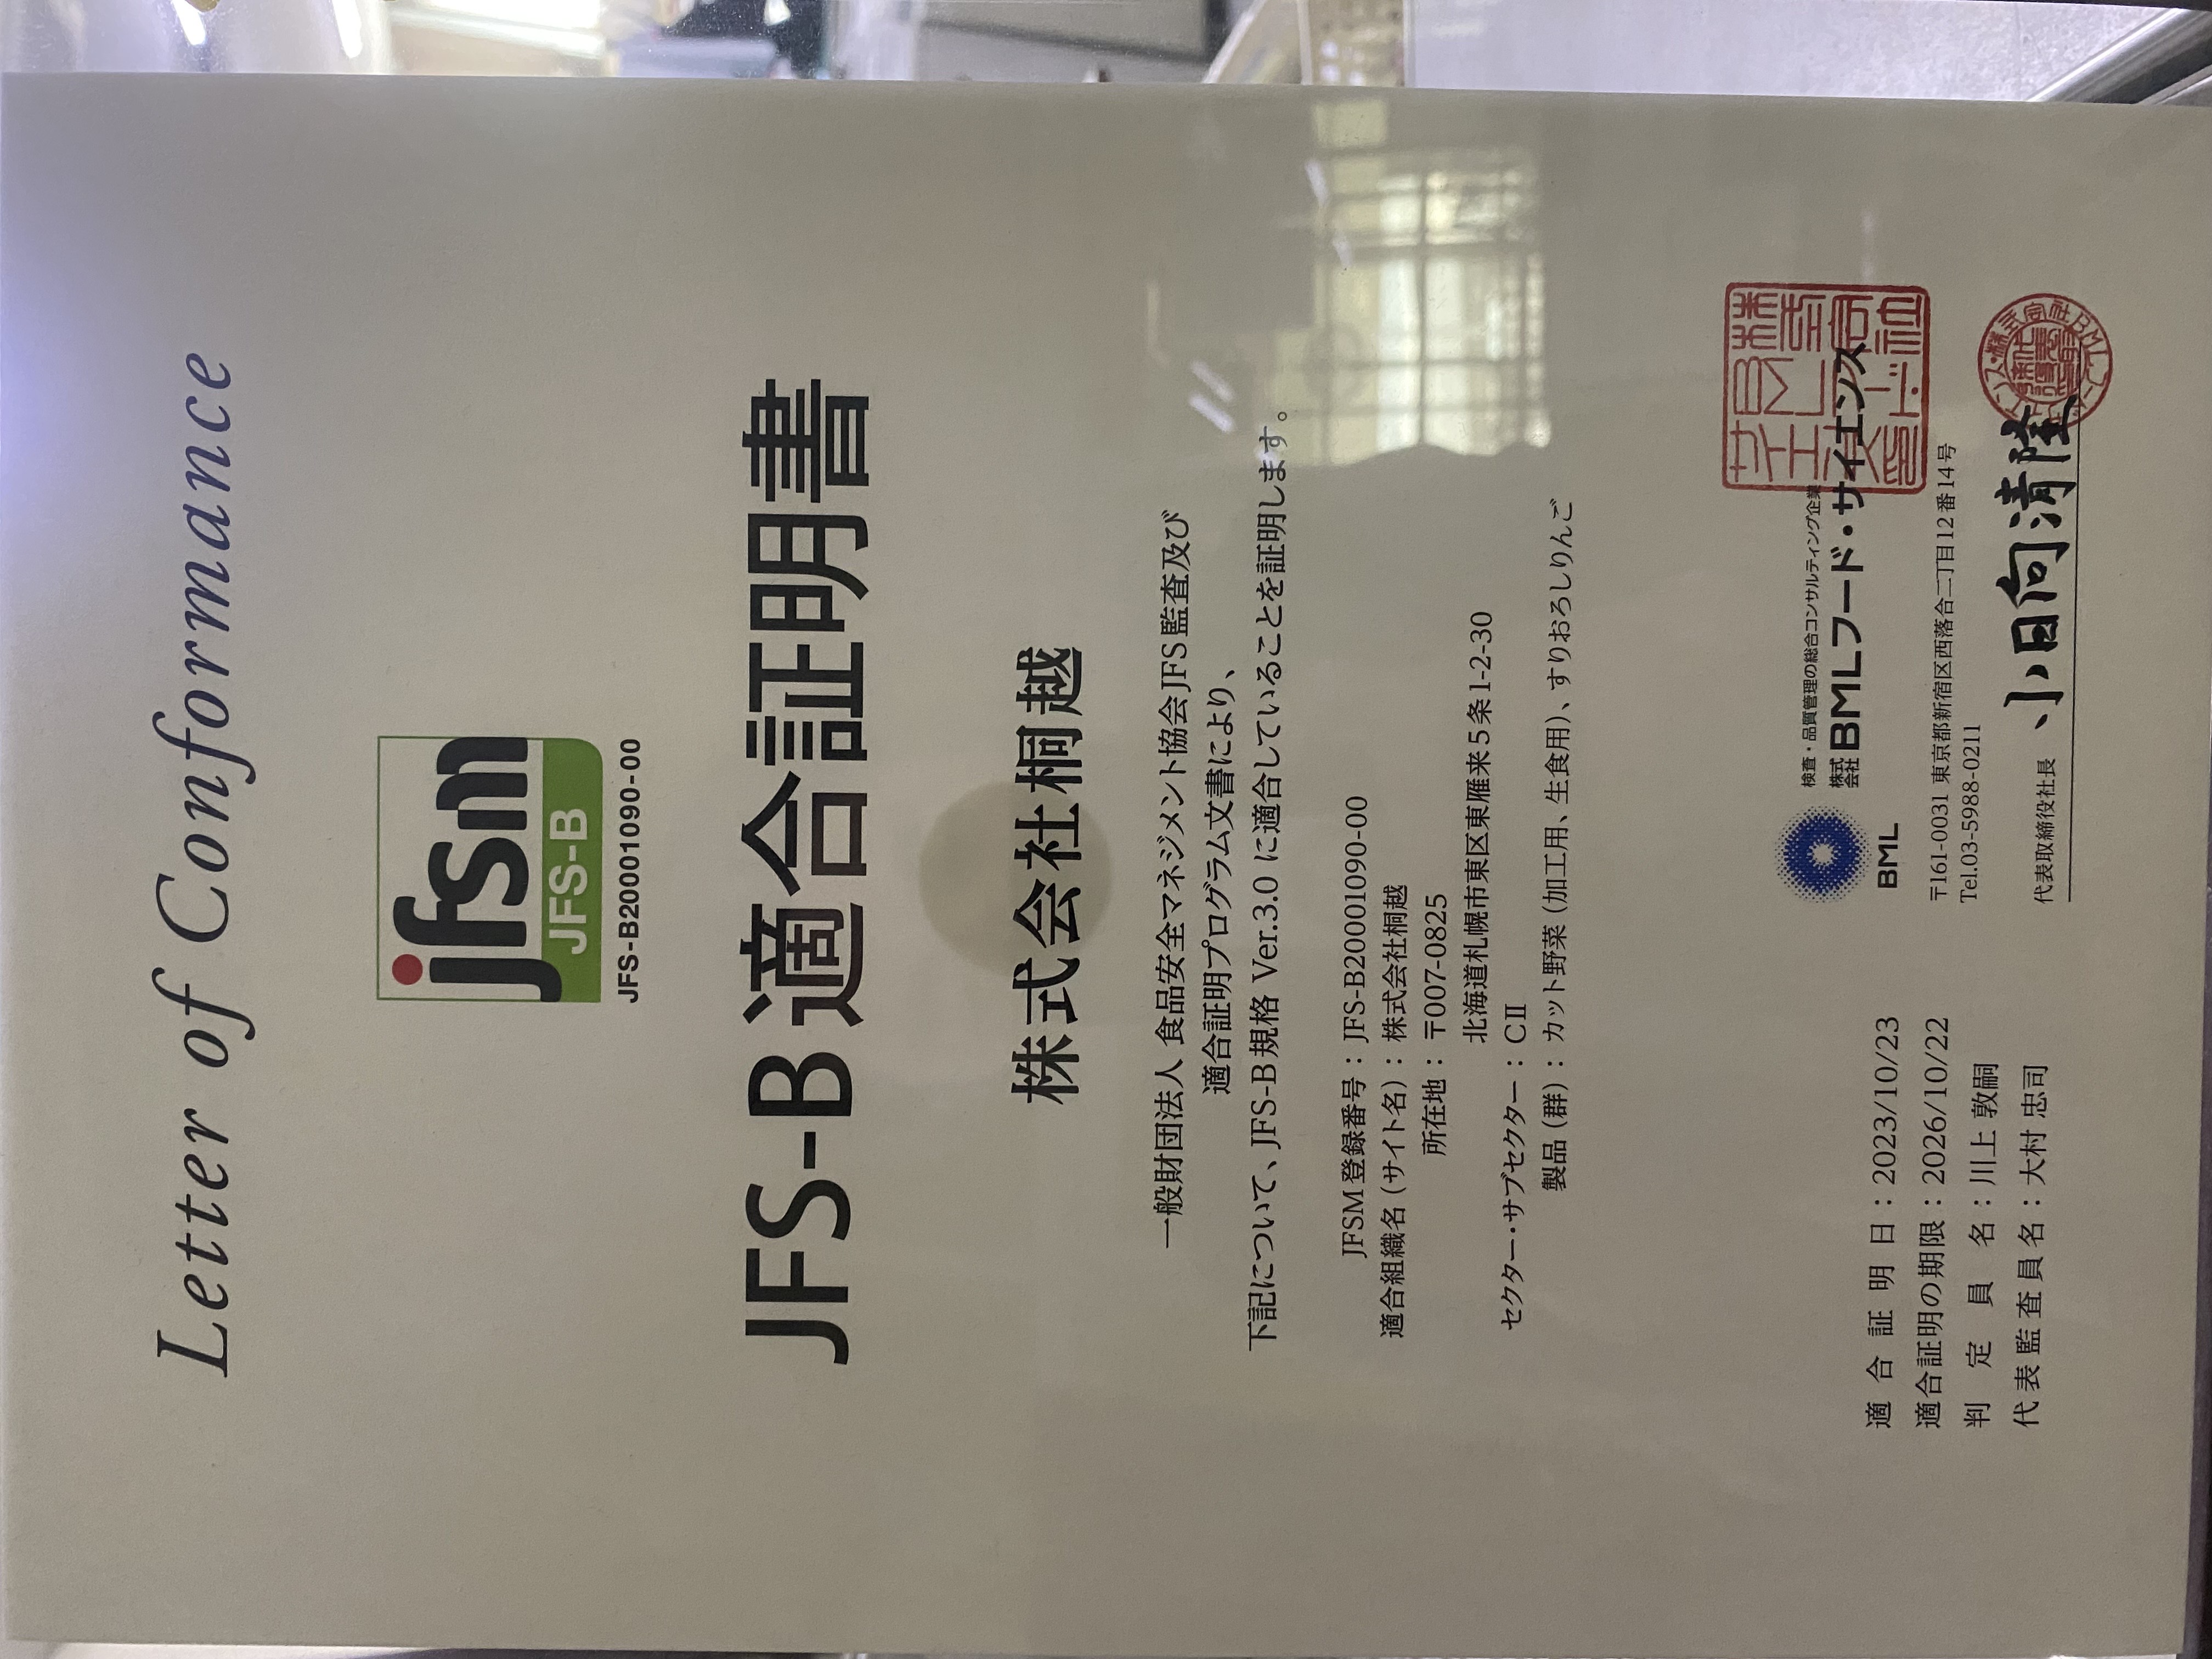 Letter of Conformance
jfsm
JFS-B
JFS-B20001090-00
JFS-B 適合証明書
株式会社桐越
一般財団法人 食品安全マネジメント協会JFS監査及び
適合証明プログラム文書により、
下記について、JFS-B規格 Ver.3.0 に適合していることを証明します。
JFSM登録番号：JFS-B20001090-00
適合組織名（サイト名）：株式会社桐越
所在地：〒007-0825
北海道札幌市東区東雁来5条1-2-30
セクター・サブセクター：CⅡ
製品（群）：カット野菜（加工用、生食用）、すりおろしりんご
適合証明日：2023/10/23
適合証明の期限：2026/10/22
判定員名：川上 敦嗣
代表監査員名：大村 忠司
BML
検査・品質管理の総合コンサルティング企業
株式会社 BMLフード・サイエンス
〒161-0031 東京都新宿区西落合二丁目12番14号
Tel.03-5988-0211
代表取締役社長 小日向清隆